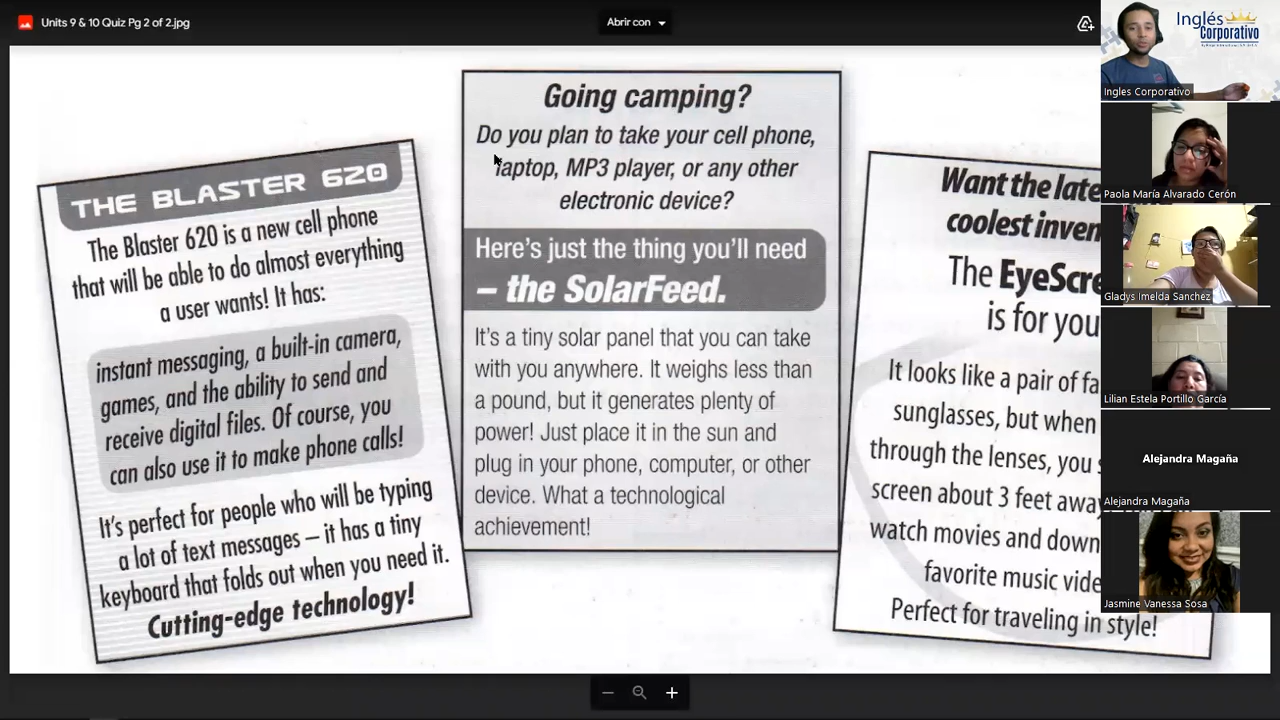 Units 9 & 10 Quiz Pg 2 of 2.jpg
Abrir con
THE BLASTER 620
The Blaster 620 is a new cell phone
that will be able to do almost everything
a user wants! It has:
instant messaging, a built-in camera,
games, and the ability to send and
receive digital files. Of course, you
can also use it to make phone calls!
It's perfect for people who will be typing
a lot of text messages – it has a tiny
keyboard that folds out when you need it.
Cutting-edge technology!
Going camping?
Do you plan to take your cell phone,
laptop, MP3 player, or any other
electronic device?
Here's just the thing you'll need
– the SolarFeed.
It's a tiny solar panel that you can take
with you anywhere. It weighs less than
a pound, but it generates plenty of
power! Just place it in the sun and
plug in your phone, computer, or other
device. What a technological
achievement!
Want the late
coolest inven
The EyeScre
is for you
It looks like a pair of fa
sunglasses, but when
through the lenses, you s
screen about 3 feet away
watch movies and down
favorite music vide
Perfect for traveling in style!
Inglés
Corporativo
Ingles Corporativo
Paola María Alvarado Cerón
Gladys Imelda Sanchez
Lilian Estela Portillo García
Alejandra Magaña
Alejandra Magaña
Jasmine Vanessa Sosa